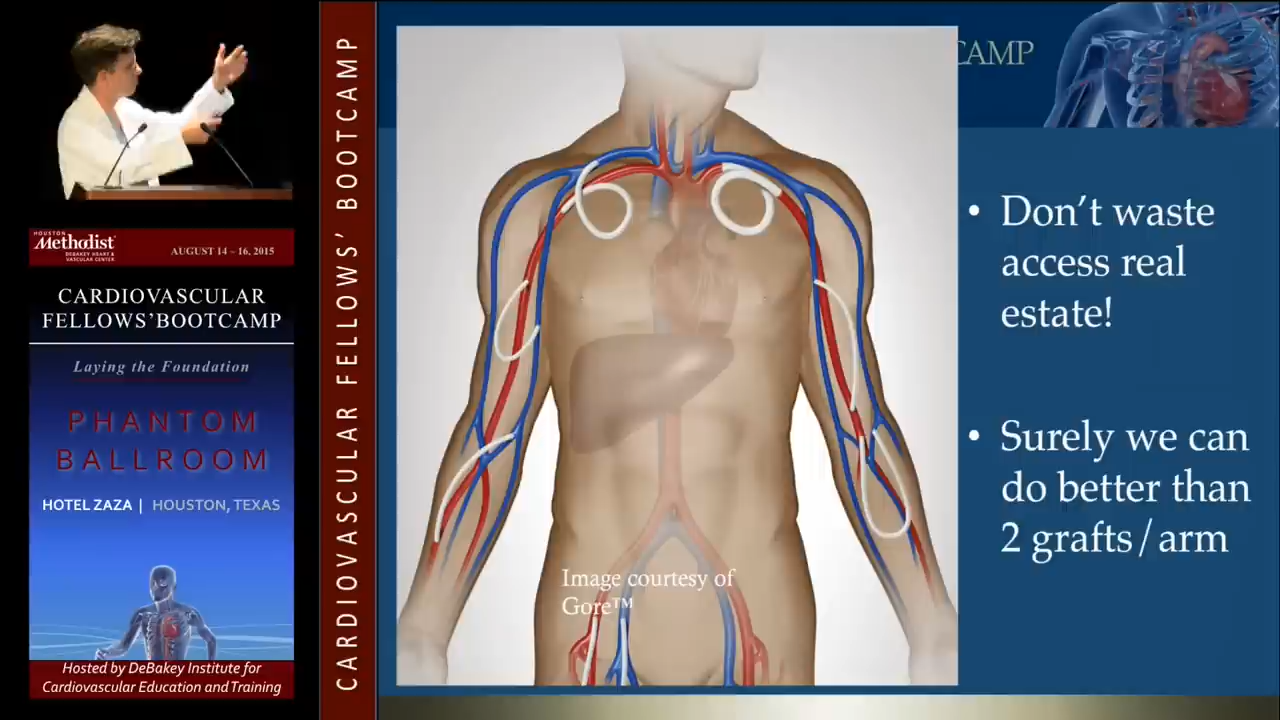 HOUSTON
Methodist
DEBAKEY HEART &
VASCULAR CENTER
AUGUST 14 – 16, 2015
CARDIOVASCULAR
FELLOWS’BOOTCAMP
Laying the Foundation
PHANTOM
BALLROOM
HOTEL ZAZA | HOUSTON, TEXAS
Hosted by DeBakey Institute for
Cardiovascular Education and Training
CARDIOVASCULAR FELLOWS’ BOOTCAMP
CAMP
• Don’t waste
access real
estate!
• Surely we can
do better than
2 grafts/arm
Image courtesy of
Gore™